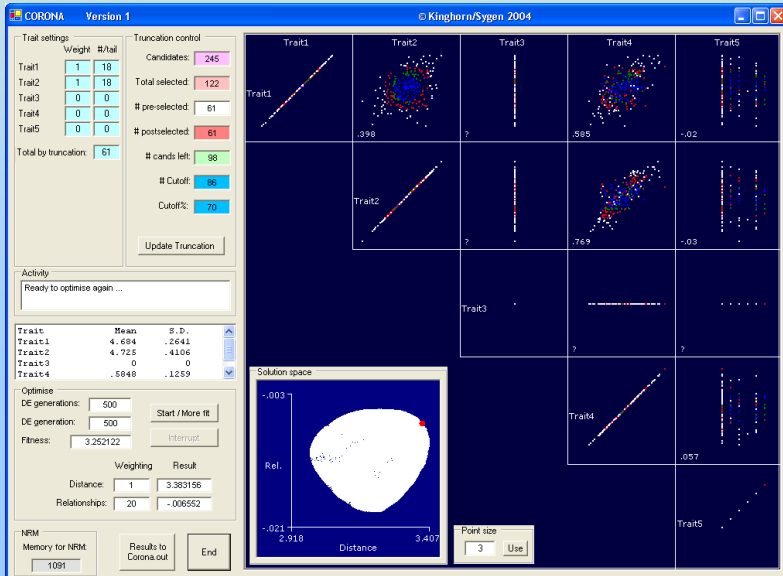 CORONA Version 1 © Kinghorn/Sygen 2004
Trait settings
Weight #/tail
Trait1 1 18
Trait2 1 18
Trait3 0 0
Trait4 0 0
Trait5 0 0
Total by truncation: 61
Truncation control
Candidates: 245
Total selected: 122
# pre-selected: 61
# postselected: 61
# cands left: 98
# Cutoff: 86
Cutoff%: 70
Update Truncation
Activity
Ready to optimise again ...
Trait Mean S.D.
Trait1 4.684 .2641
Trait2 4.725 .4106
Trait3 0 0
Trait4 .5848 .1259
Optimise
DE generations: 500
DE generation: 500
Fitness: 3.252122
Start / More fit
Interrupt
Weighting Result
Distance: 1 3.383156
Relationships: 20 -.006552
NRM
Memory for NRM:
1091
Results to
Corona.out
End
Trait1 Trait2 Trait3 Trait4 Trait5
Trait1
.398 ? .585 -.02
Trait2
? .769 -.03
Trait3
? ?
Trait4
.057
Trait5
Solution space
-.003
Rel.
-.021
2.918 3.407
Distance
Point size
3 Use